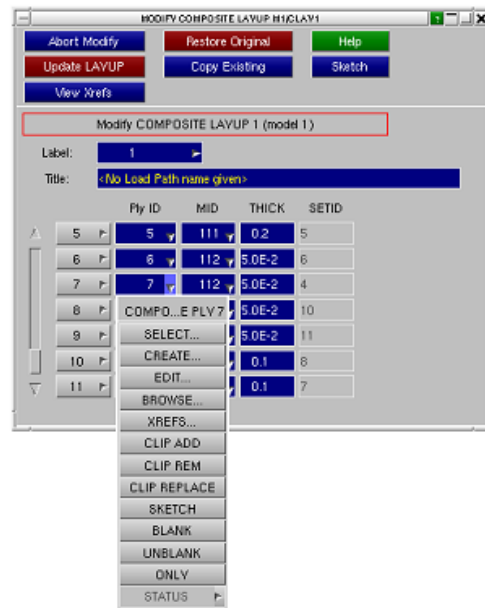 MODIFY COMPOSITE LAYUP M1/CLAY1
Abort Modify Restore Original Help
Update LAYUP Copy Existing Sketch
View Xrefs
Modify COMPOSITE LAYUP 1 (model 1)
Label: 1
Title: <No Load Path name given>
Ply ID MID THICK SETID
5 5 111 0.2 5
6 6 112 5.0E-2 6
7 7 112 5.0E-2 4
8 5.0E-2 10
9 5.0E-2 11
10 0.1 8
11 0.1 7
COMPO...E PLY 7
SELECT...
CREATE...
EDIT...
BROWSE...
XREFS...
CLIP ADD
CLIP REM
CLIP REPLACE
SKETCH
BLANK
UNBLANK
ONLY
STATUS